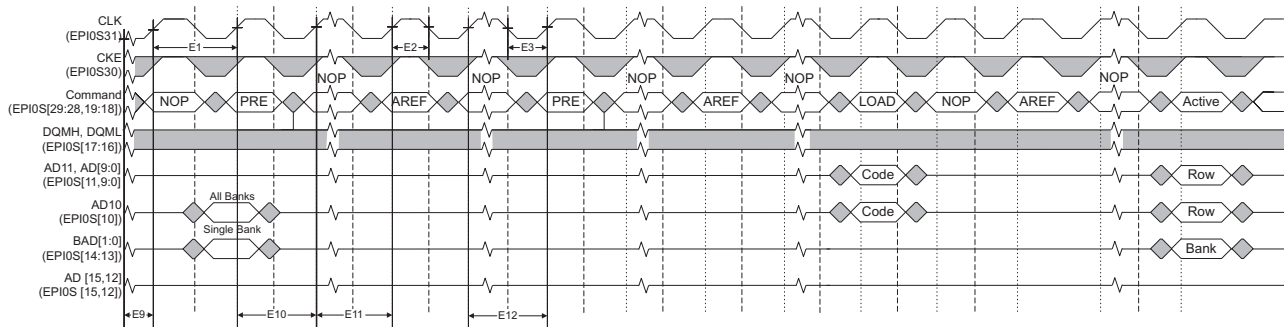 CLK
(EPI0S31)
E1
E2
E3
CKE
(EPI0S30)
NOP
NOP
NOP
NOP
NOP
Command
(EPI0S[29:28,19:18])
NOP
PRE
AREF
PRE
AREF
LOAD
NOP
AREF
Active
DQMH, DQML
(EPI0S[17:16])
AD11, AD[9:0]
(EPI0S[11,9:0])
Code
Row
All Banks
AD10
(EPI0S[10])
Code
Row
Single Bank
BAD[1:0]
(EPI0S[14:13])
Bank
AD [15,12]
(EPI0S [15,12])
E9
E10
E11
E12